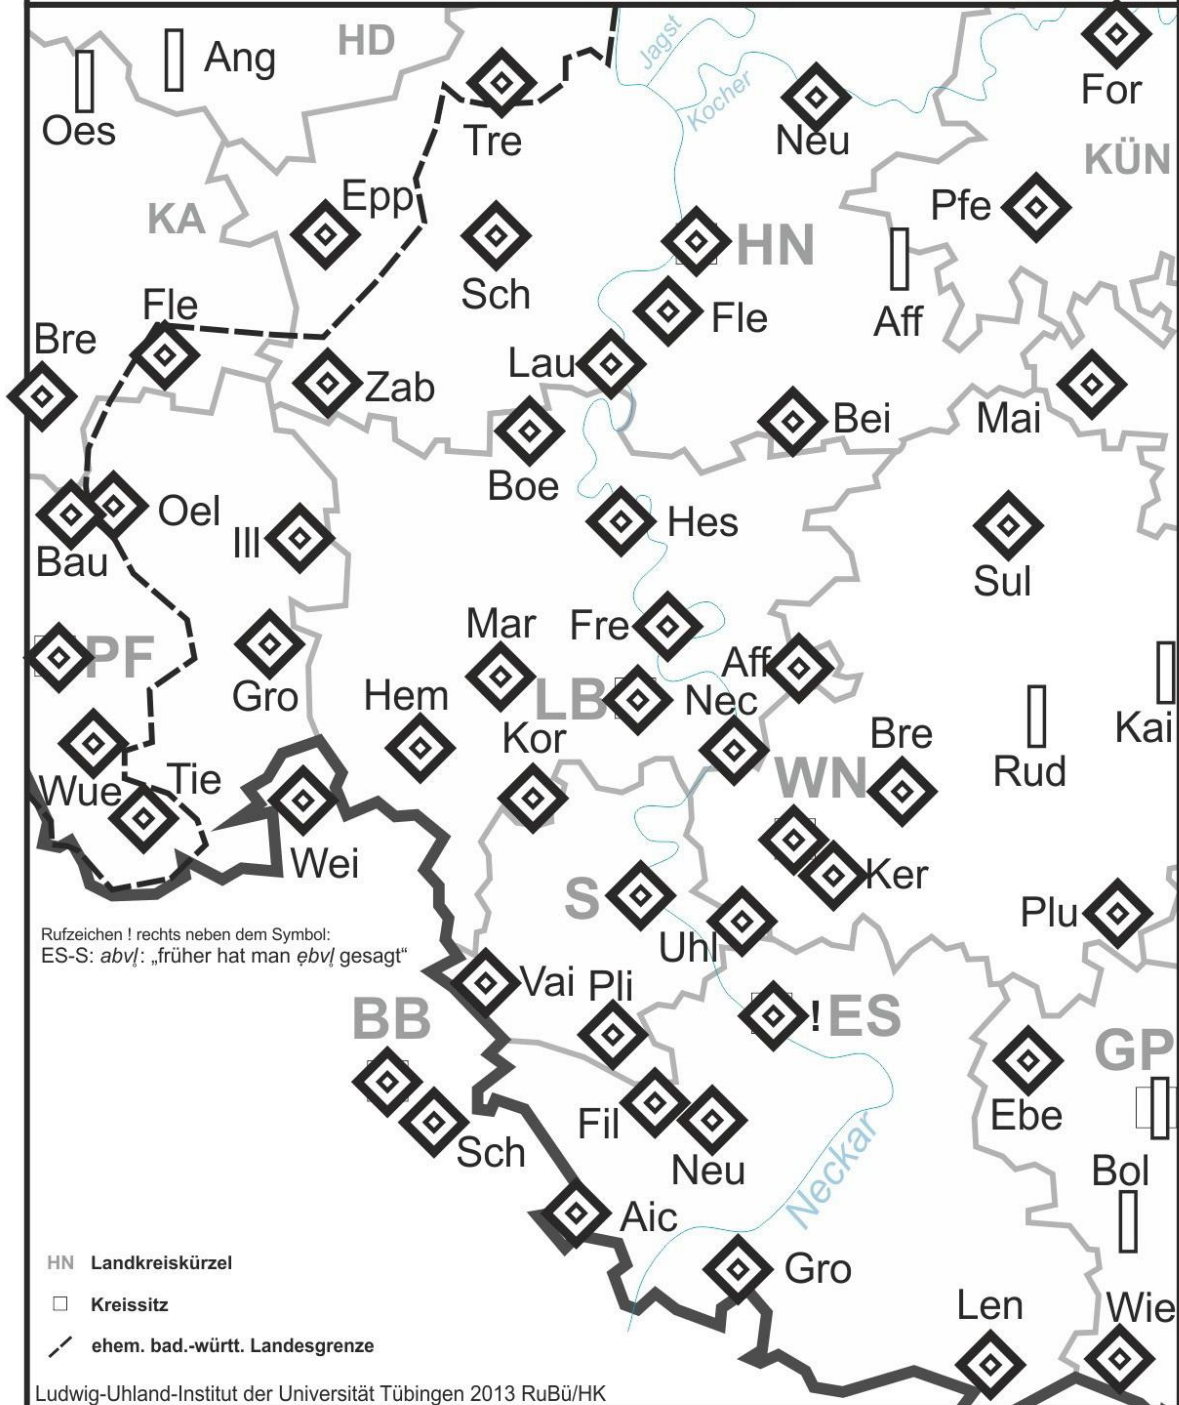 HD
Ang
Oes
Jagst
Kocher
Tre
Neu
For
KÜN
KA
Epp
Pfe
HN
Sch
Fle
Fle
Aff
Bre
Lau
Zab
Bei
Mai
Boe
Oel
Ill
Hes
Bau
Sul
Mar
Fre
PF
Aff
Gro
Hem
LB
Nec
Kor
Bre
Kai
WN
Rud
Wue
Tie
Wei
Ker
S
Plu
Uhl
Rufzeichen ! rechts neben dem Symbol:
ES-S: abvl̥: „früher hat man ẹbvl̥ gesagt“
Vai
Pli
BB
! ES
GP
Ebe
Fil
Sch
Neu
Neckar
Bol
Aic
HN Landkreiskürzel
Gro
Kreissitz
Len
Wie
ehem. bad.-württ. Landesgrenze
Ludwig-Uhland-Institut der Universität Tübingen 2013 RuBü/HK